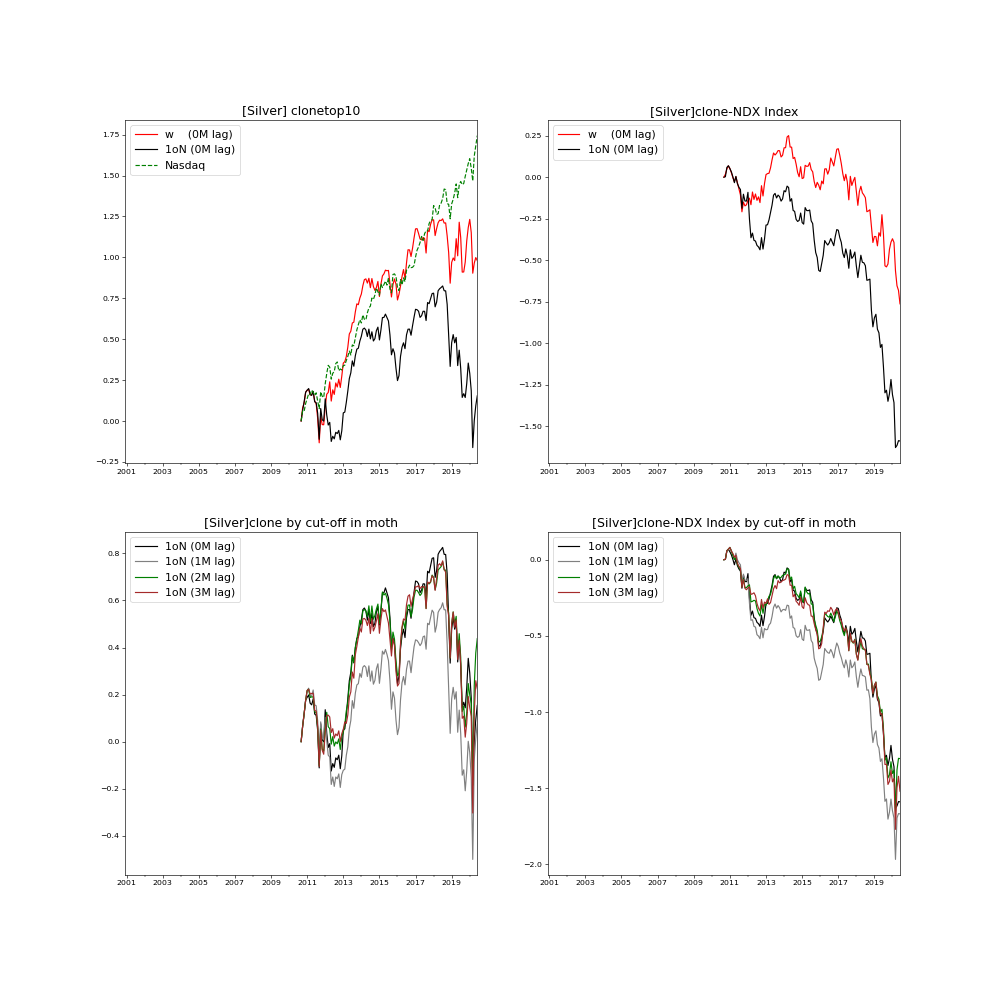 [Silver] clonetop10
w    (0M lag)
1oN (0M lag)
Nasdaq
1.75
1.50
1.25
1.00
0.75
0.50
0.25
0.00
−0.25
2001 2003 2005 2007 2009 2011 2013 2015 2017 2019
[Silver]clone-NDX Index
w    (0M lag)
1oN (0M lag)
0.25
0.00
−0.25
−0.50
−0.75
−1.00
−1.25
−1.50
2001 2003 2005 2007 2009 2011 2013 2015 2017 2019
[Silver]clone by cut-off in moth
1oN (0M lag)
1oN (1M lag)
1oN (2M lag)
1oN (3M lag)
0.8
0.6
0.4
0.2
0.0
−0.2
−0.4
2001 2003 2005 2007 2009 2011 2013 2015 2017 2019
[Silver]clone-NDX Index by cut-off in moth
1oN (0M lag)
1oN (1M lag)
1oN (2M lag)
1oN (3M lag)
0.0
−0.5
−1.0
−1.5
−2.0
2001 2003 2005 2007 2009 2011 2013 2015 2017 2019